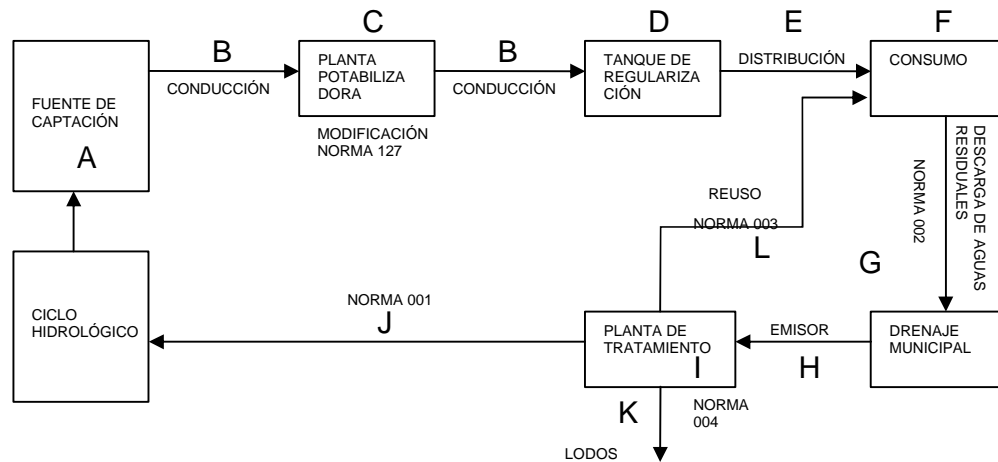 C
D
E
F
B
B
PLANTA
POTABILIZA
DORA
TANQUE DE
REGULARIZA
CIÓN
DISTRIBUCIÓN
CONSUMO
CONDUCCIÓN
CONDUCCIÓN
FUENTE DE
CAPTACIÓN
A
MODIFICACIÓN
NORMA 127
DESCARGA DE AGUAS
RESIDUALES
NORMA 002
REUSO
NORMA 003
L
G
CICLO
HIDROLÓGICO
NORMA 001
J
PLANTA DE
TRATAMIENTO
I
EMISOR
H
DRENAJE
MUNICIPAL
K
NORMA
004
LODOS